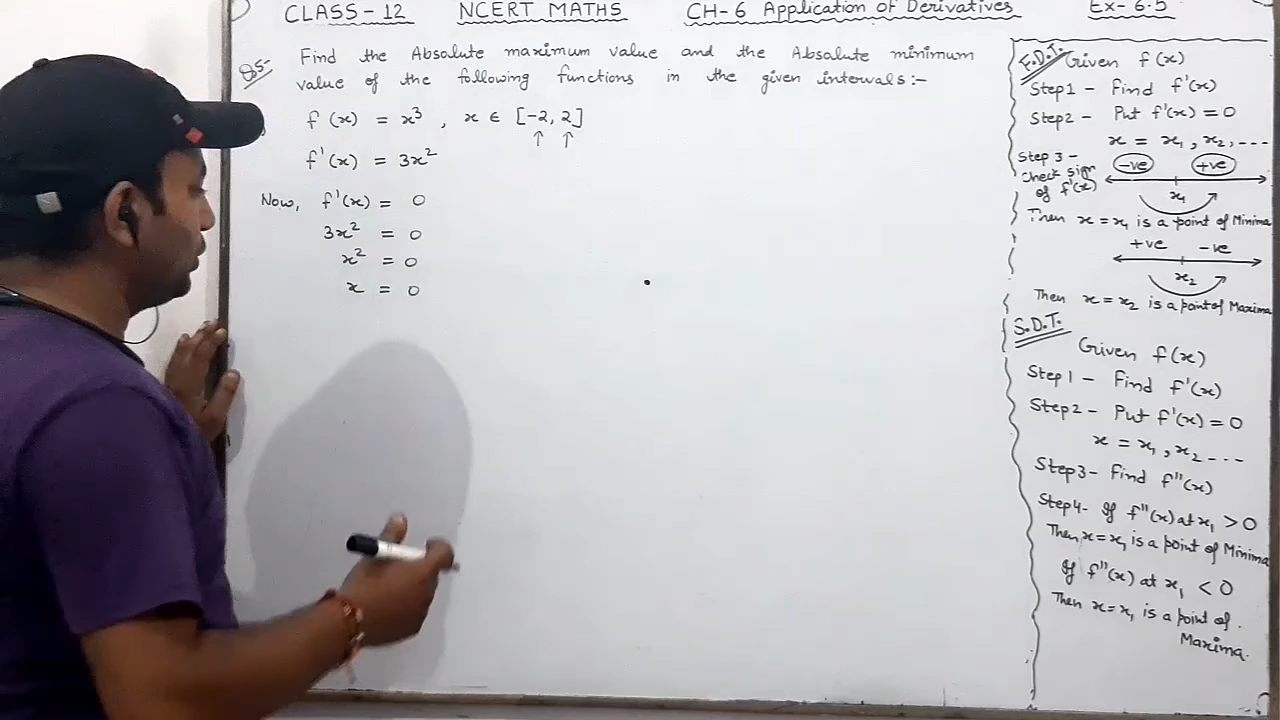 CLASS-12 NCERT MATHS CH-6 Application of Derivatives Ex-6.5
Q5- Find the Absolute maximum value and the Absolute minimum
value of the following functions in the given intervals:-
f(x) = x³ , x ∈ [-2, 2]
↑ ↑
f'(x) = 3x²
Now, f'(x) = 0
3x² = 0
x² = 0
x = 0
F.D.T. Given f(x)
Step1 - Find f'(x)
Step2 - Put f'(x) = 0
x = x₁, x₂, ---
Step 3 - -ve +ve
Check sign
of f'(x)
x₁
Then x = x₁ is a point of Minima
+ve -ve
x₂
Then x = x₂ is a point of Maxima
S.D.T.
Given f(x)
Step1 - Find f'(x)
Step2 - Put f'(x) = 0
x = x₁, x₂ ---
Step3 - Find f''(x)
Step4- If f''(x) at x₁ > 0
Then x = x₁ is a point of Minima
If f''(x) at x₁ < 0
Then x = x₁ is a point of
Maxima.